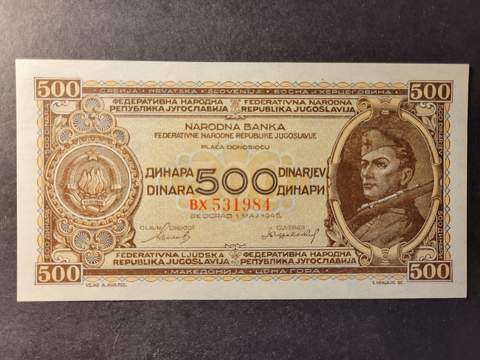 500 СРБИЈА · HRVATSKA · SLOVENIJA · БОСНА И ХЕРЦЕГОВИНА 500
ФЕДЕРАТИВНА НАРОДНА FEDERATIVNA NARODNA
РЕПУБЛИКА ЈУГОСЛАВИЈА REPUBLIKA JUGOSLAVIJA
NARODNA BANKA
FEDERATIVNE NARODNE REPUBLIKE JUGOSLAVIJE
PLAĆA DONOSIOCU
ДИНАРА 500 DINARJEV
DINARA ДИНАРИ
BX 531984
BEOGRAD 1. MAJ 1946.
FEDERATIVNA LJUDSKA ФЕДЕРАТИВНА НАРОДНА
REPUBLIKA JUGOSLAVIJA РЕПУБЛИКА ЈУГОСЛАВИЈА
500 МАКЕДОНИЈА · ЦРНА ГОРА 500